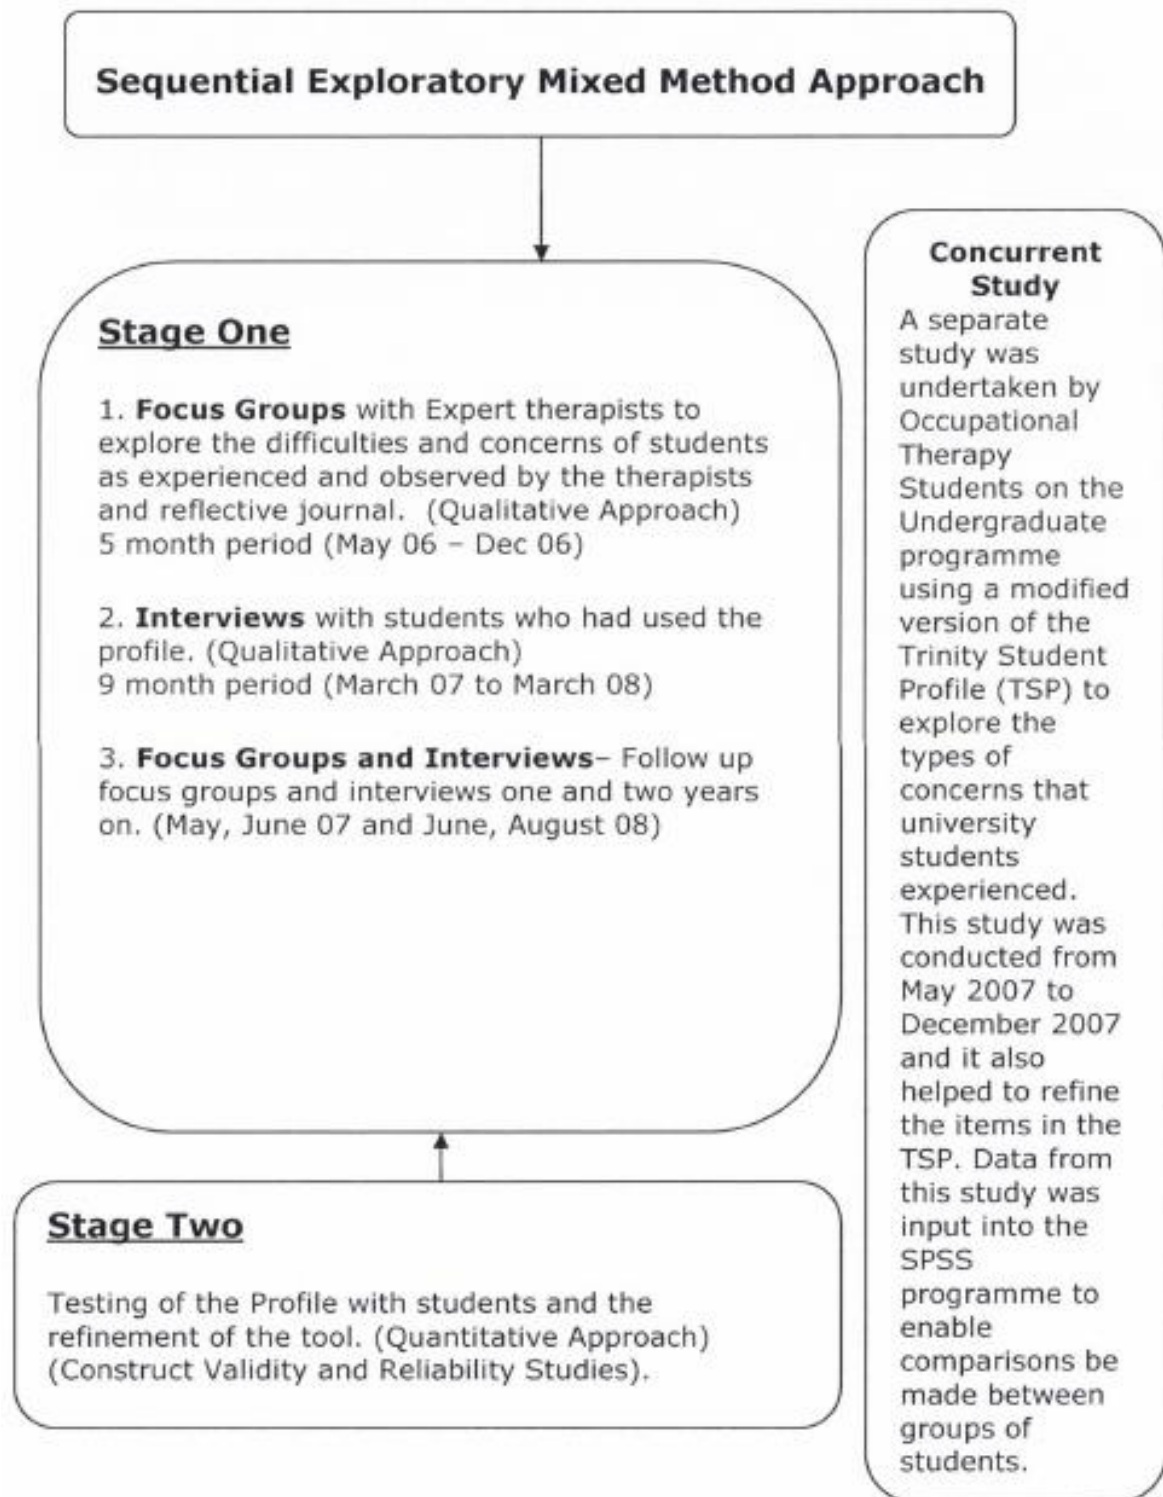 Sequential Exploratory Mixed Method Approach
Stage One
1. Focus Groups with Expert therapists to
explore the difficulties and concerns of students
as experienced and observed by the therapists
and reflective journal.  (Qualitative Approach)
5 month period (May 06 – Dec 06)
2. Interviews with students who had used the
profile. (Qualitative Approach)
9 month period (March 07 to March 08)
3. Focus Groups and Interviews– Follow up
focus groups and interviews one and two years
on. (May, June 07 and June, August 08)
Stage Two
Testing of the Profile with students and the
refinement of the tool. (Quantitative Approach)
(Construct Validity and Reliability Studies).
Concurrent
Study
A separate
study was
undertaken by
Occupational
Therapy
Students on the
Undergraduate
programme
using a modified
version of the
Trinity Student
Profile (TSP) to
explore the
types of
concerns that
university
students
experienced.
This study was
conducted from
May 2007 to
December 2007
and it also
helped to refine
the items in the
TSP. Data from
this study was
input into the
SPSS
programme to
enable
comparisons be
made between
groups of
students.